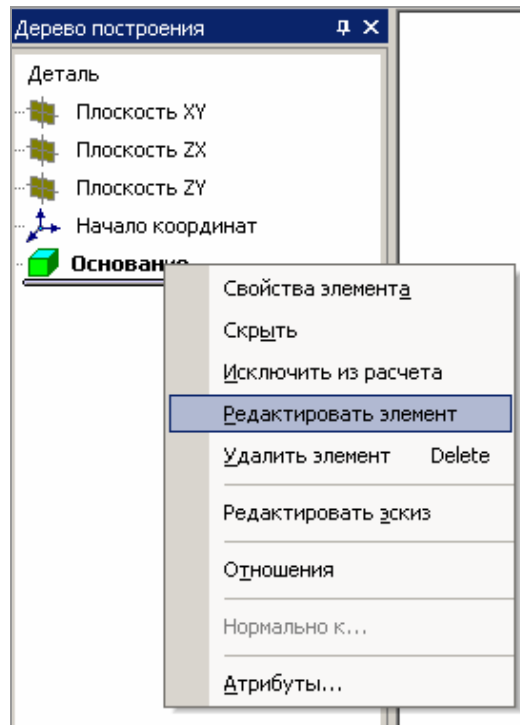 Дерево построения
Деталь
Плоскость XY
Плоскость ZX
Плоскость ZY
Начало координат
Основание
Свойства элемента
Скрыть
Исключить из расчета
Редактировать элемент
Удалить элемент Delete
Редактировать эскиз
Отношения
Нормально к...
Атрибуты...